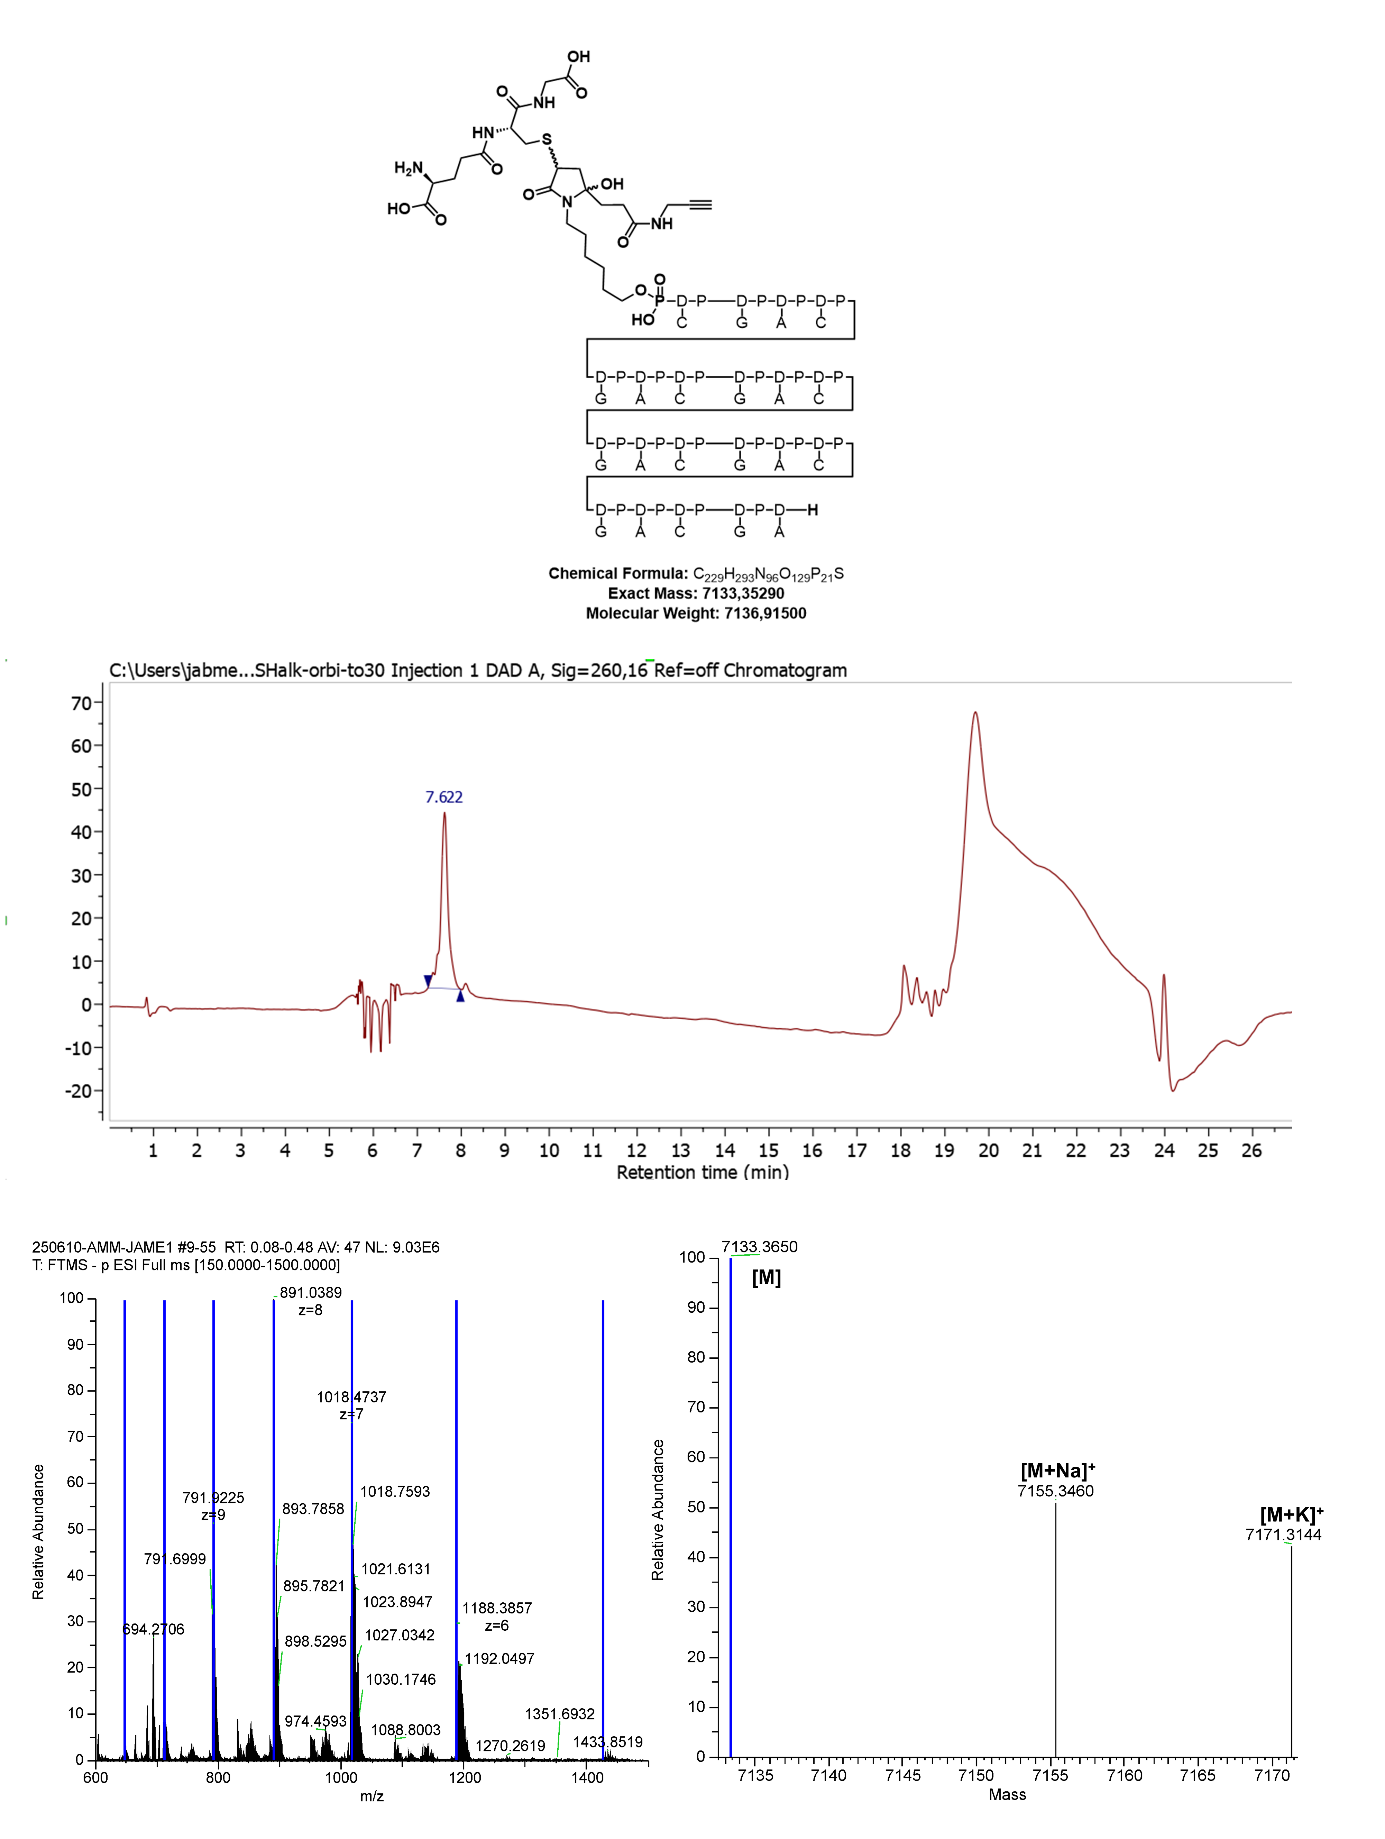 OH
O
O
NH
HN
S
H₂N
O
OH
O
HO
O
N
NH
O
O
O
P-D-P—D-P-D-P-D-P
HO
C G A C
D-P-D-P-D-P—D-P-D-P-D-P
G A C G A C
D-P-D-P-D-P—D-P-D-P-D-P
G A C G A C
D-P-D-P-D-P—D-P-D—H
G A C G A
Chemical Formula: C₂₂₉H₂₉₃N₉₆O₁₂₉P₂₁S
Exact Mass: 7133,35290
Molecular Weight: 7136,91500
C:\Users\jabme...SHalk-orbi-to30 Injection 1 DAD A, Sig=260,16 Ref=off Chromatogram
70
60
50
40
30
20
10
0
-10
-20
7.622
1 2 3 4 5 6 7 8 9 10 11 12 13 14 15 16 17 18 19 20 21 22 23 24 25 26
Retention time (min)
250610-AMM-JAME1 #9-55 RT: 0.08-0.48 AV: 47 NL: 9.03E6
T: FTMS - p ESI Full ms [150.0000-1500.0000]
100
90
80
70
60
50
40
30
20
10
0
Relative Abundance
891.0389
z=8
1018.4737
z=7
791.9225
z=9
893.7858
1018.7593
791.6999
895.7821
1021.6131
1023.8947
694.2706
898.5295
1027.0342
1188.3857
z=6
1192.0497
1030.1746
974.4593
1088.8003
1351.6932
1270.2619
1433.8519
600 800 1000 1200 1400
m/z
7133.3650
[M]
100
90
80
70
60
50
40
30
20
10
0
Relative Abundance
[M+Na]⁺
7155.3460
[M+K]⁺
7171.3144
7135 7140 7145 7150 7155 7160 7165 7170
Mass